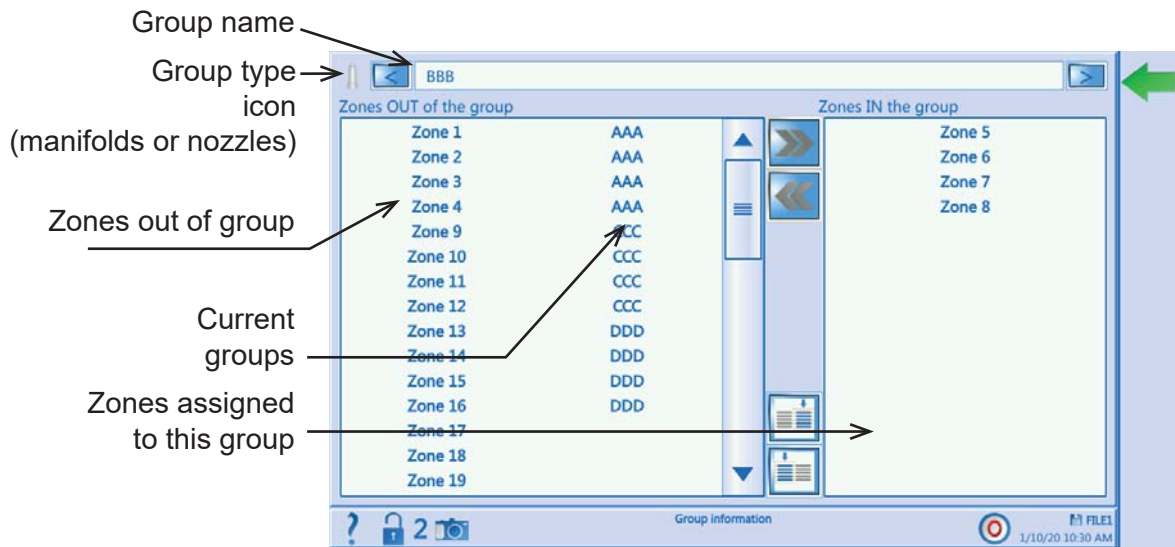 Group name
Group type
icon
(manifolds or nozzles)
Zones out of group
Current
groups
Zones assigned
to this group
< BBB >
Zones OUT of the group Zones IN the group
Zone 1 AAA Zone 5
Zone 2 AAA Zone 6
Zone 3 AAA Zone 7
Zone 4 AAA Zone 8
Zone 9 CCC
Zone 10 CCC
Zone 11 CCC
Zone 12 CCC
Zone 13 DDD
Zone 14 DDD
Zone 15 DDD
Zone 16 DDD
Zone 17
Zone 18
Zone 19
? 2 Group information FILE1
1/10/20 10:30 AM